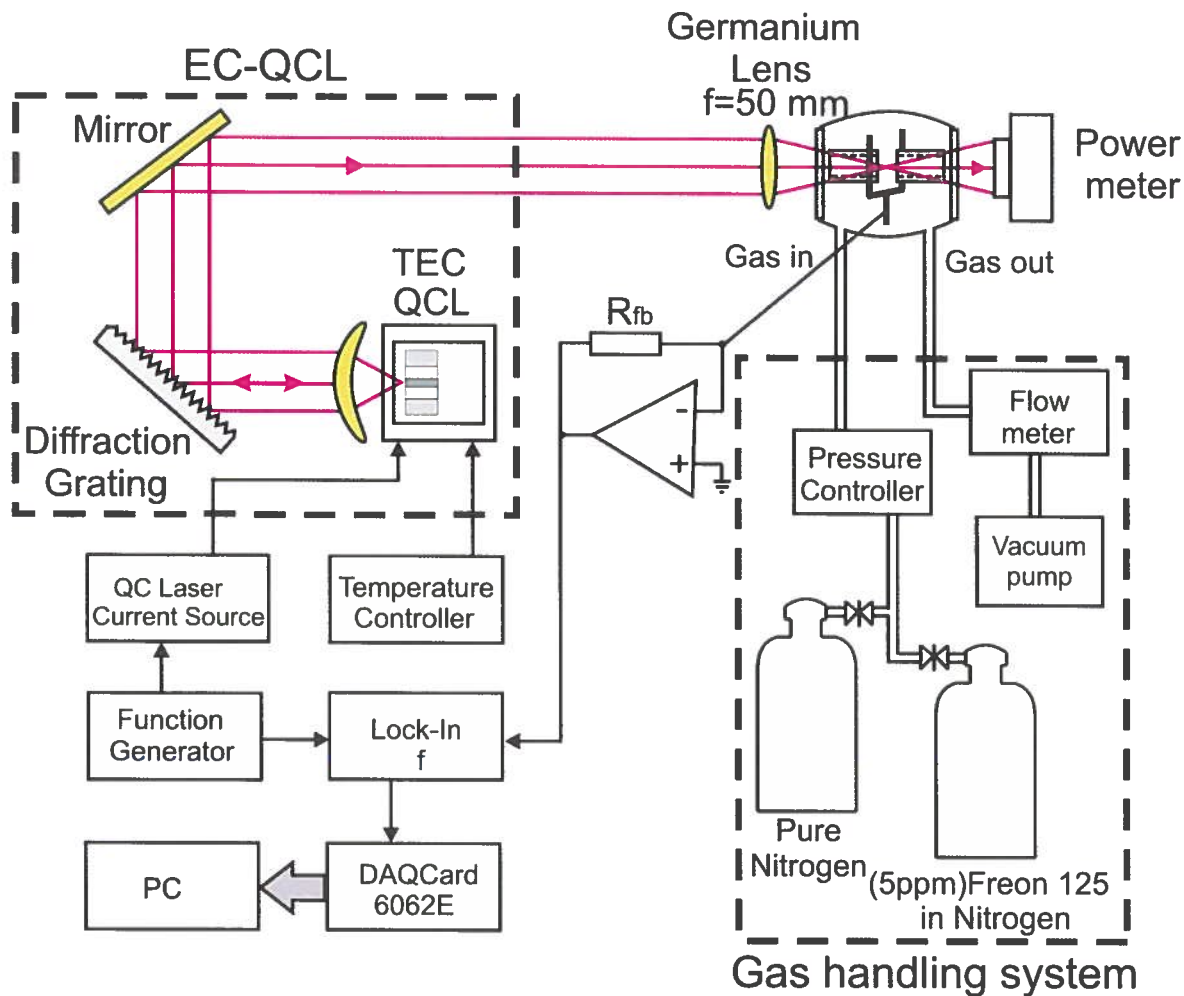 EC-QCL
Germanium
Lens
f=50 mm
Mirror
Power
meter
Gas in
Gas out
TEC
QCL
Rfb
-
+
Diffraction
Grating
Flow
meter
Pressure
Controller
Vacuum
pump
QC Laser
Current Source
Temperature
Controller
Function
Generator
Lock-In
f
PC
DAQCard
6062E
Pure
Nitrogen
(5ppm)Freon 125
in Nitrogen
Gas handling system